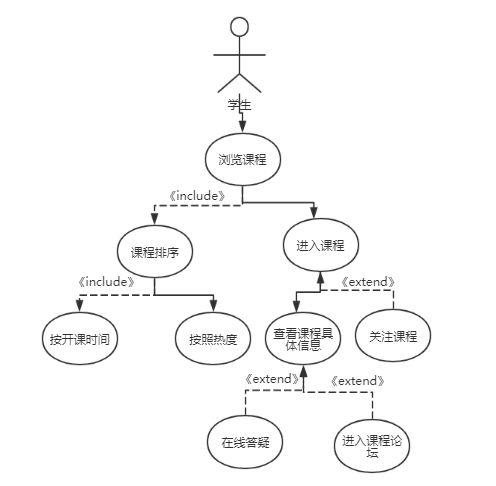 学生
浏览课程
《include》
课程排序
进入课程
《include》
《extend》
按开课时间
按照热度
查看课程具
体信息
关注课程
《extend》
《extend》
在线答疑
进入课程论
坛